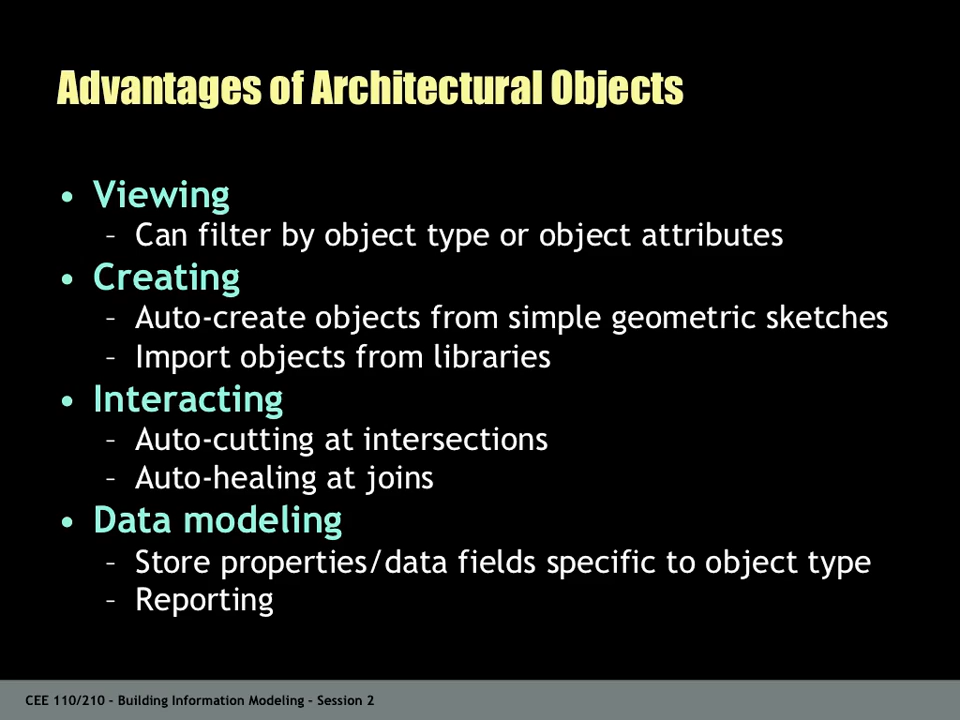 Advantages of Architectural Objects
• Viewing
– Can filter by object type or object attributes
• Creating
– Auto-create objects from simple geometric sketches
– Import objects from libraries
• Interacting
– Auto-cutting at intersections
– Auto-healing at joins
• Data modeling
– Store properties/data fields specific to object type
– Reporting
CEE 110/210 - Building Information Modeling - Session 2